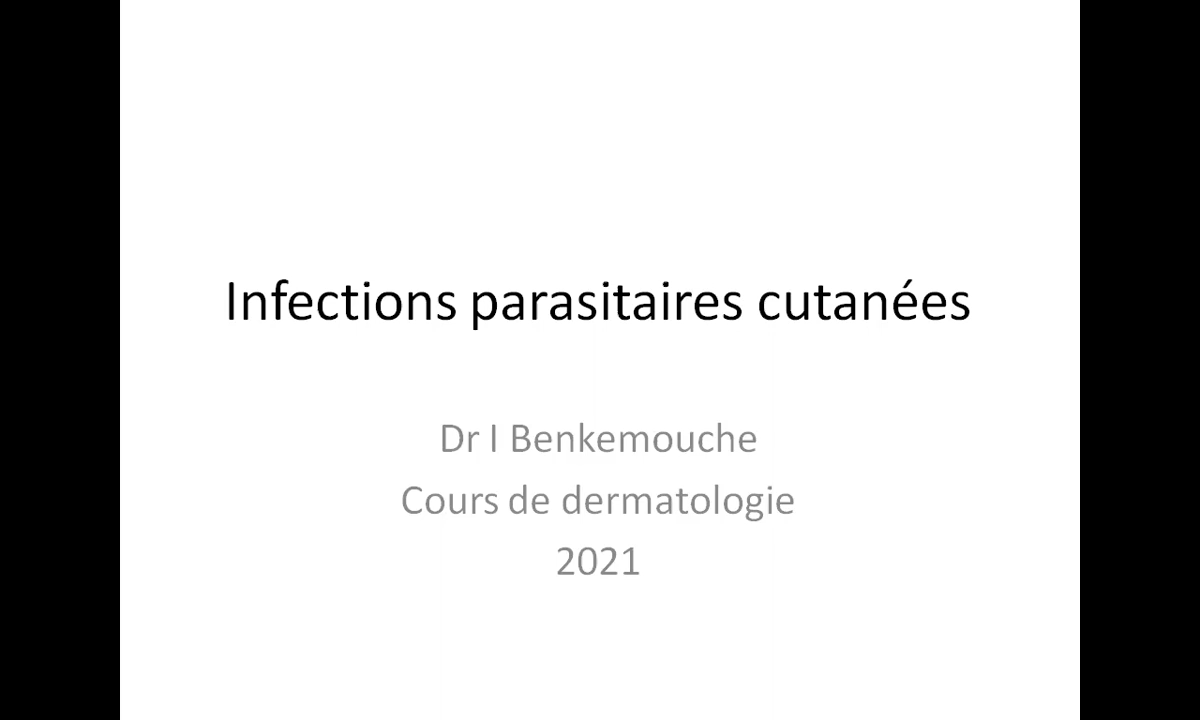 Infections parasitaires cutanées
Dr I Benkemouche
Cours de dermatologie
2021